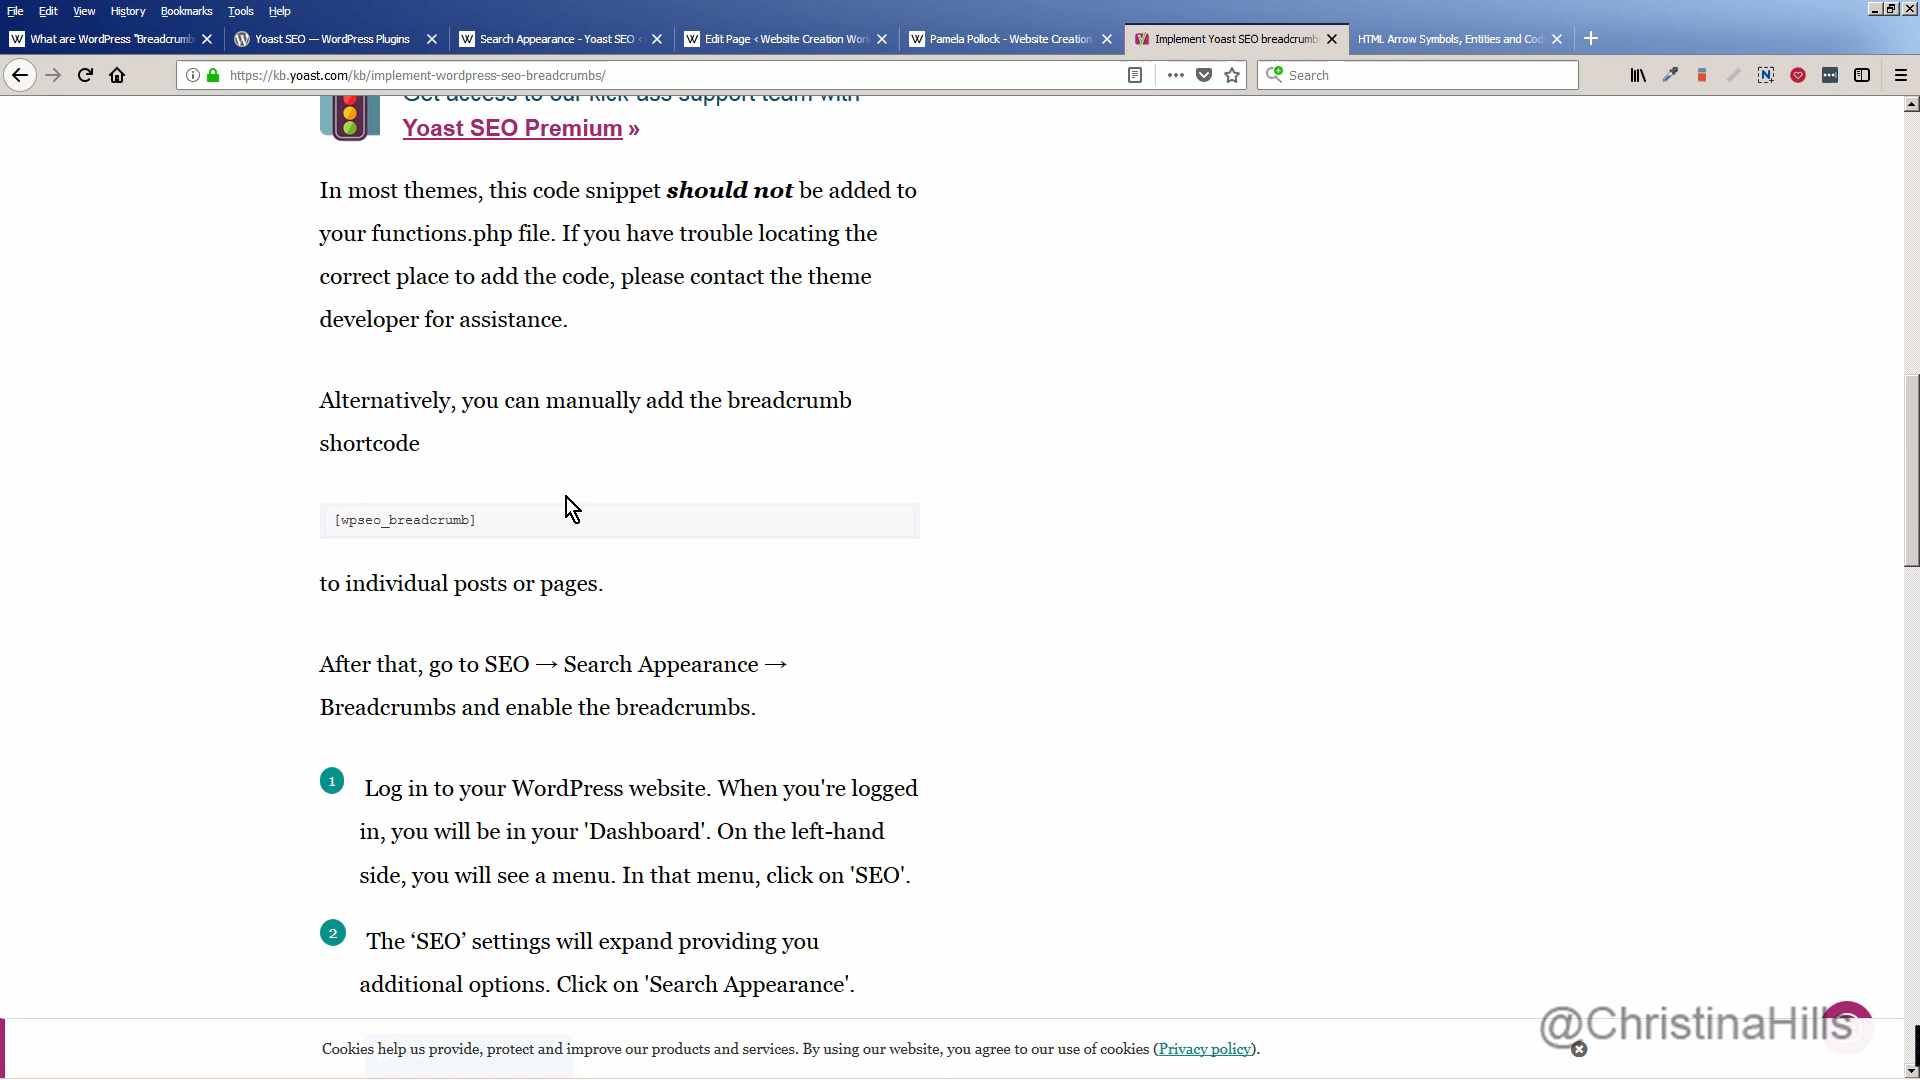 File Edit View History Bookmarks Tools Help
What are WordPress "Breadcrumb
Yoast SEO — WordPress Plugins
Search Appearance - Yoast SEO
Edit Page ‹ Website Creation Wor
Pamela Pollock - Website Creation
Implement Yoast SEO breadcrumb
HTML Arrow Symbols, Entities and Cod
https://kb.yoast.com/kb/implement-wordpress-seo-breadcrumbs/
Search
Get access to our kick-ass support team with
Yoast SEO Premium »
In most themes, this code snippet should not be added to
your functions.php file. If you have trouble locating the
correct place to add the code, please contact the theme
developer for assistance.
Alternatively, you can manually add the breadcrumb
shortcode
[wpseo_breadcrumb]
to individual posts or pages.
After that, go to SEO → Search Appearance →
Breadcrumbs and enable the breadcrumbs.
1 Log in to your WordPress website. When you're logged
in, you will be in your 'Dashboard'. On the left-hand
side, you will see a menu. In that menu, click on 'SEO'.
2 The ‘SEO’ settings will expand providing you
additional options. Click on 'Search Appearance'.
@ChristinaHills
Cookies help us provide, protect and improve our products and services. By using our website, you agree to our use of cookies (Privacy policy).